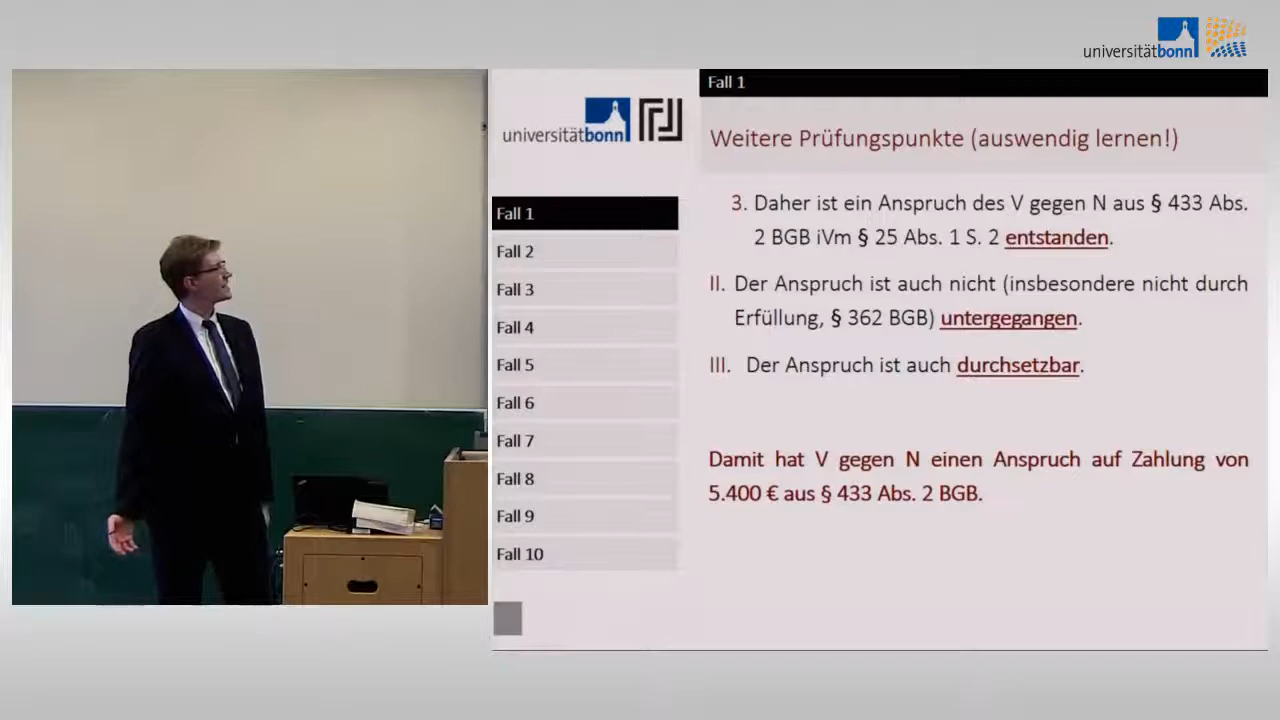 universitätbonn
Fall 1
universitätbonn
Weitere Prüfungspunkte (auswendig lernen!)
Fall 1
Fall 2
Fall 3
Fall 4
Fall 5
Fall 6
Fall 7
Fall 8
Fall 9
Fall 10
3. Daher ist ein Anspruch des V gegen N aus § 433 Abs.
2 BGB iVm § 25 Abs. 1 S. 2 entstanden.
II. Der Anspruch ist auch nicht (insbesondere nicht durch
Erfüllung, § 362 BGB) untergegangen.
III. Der Anspruch ist auch durchsetzbar.
Damit hat V gegen N einen Anspruch auf Zahlung von
5.400 € aus § 433 Abs. 2 BGB.